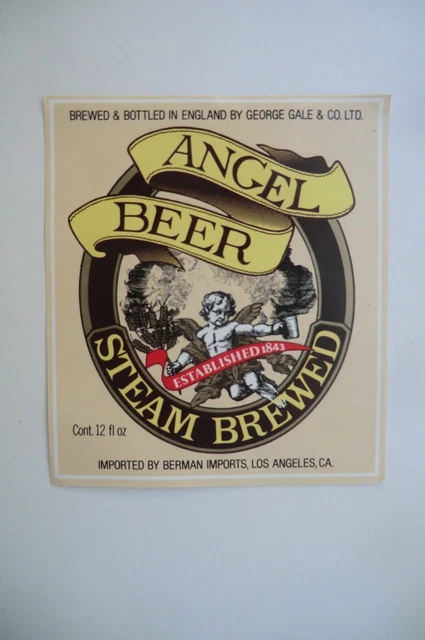 BREWED & BOTTLED IN ENGLAND BY GEORGE GALE & CO. LTD.
ANGEL
BEER
ESTABLISHED 1843
STEAM BREWED
Cont. 12 fl oz
IMPORTED BY BERMAN IMPORTS, LOS ANGELES, CA.